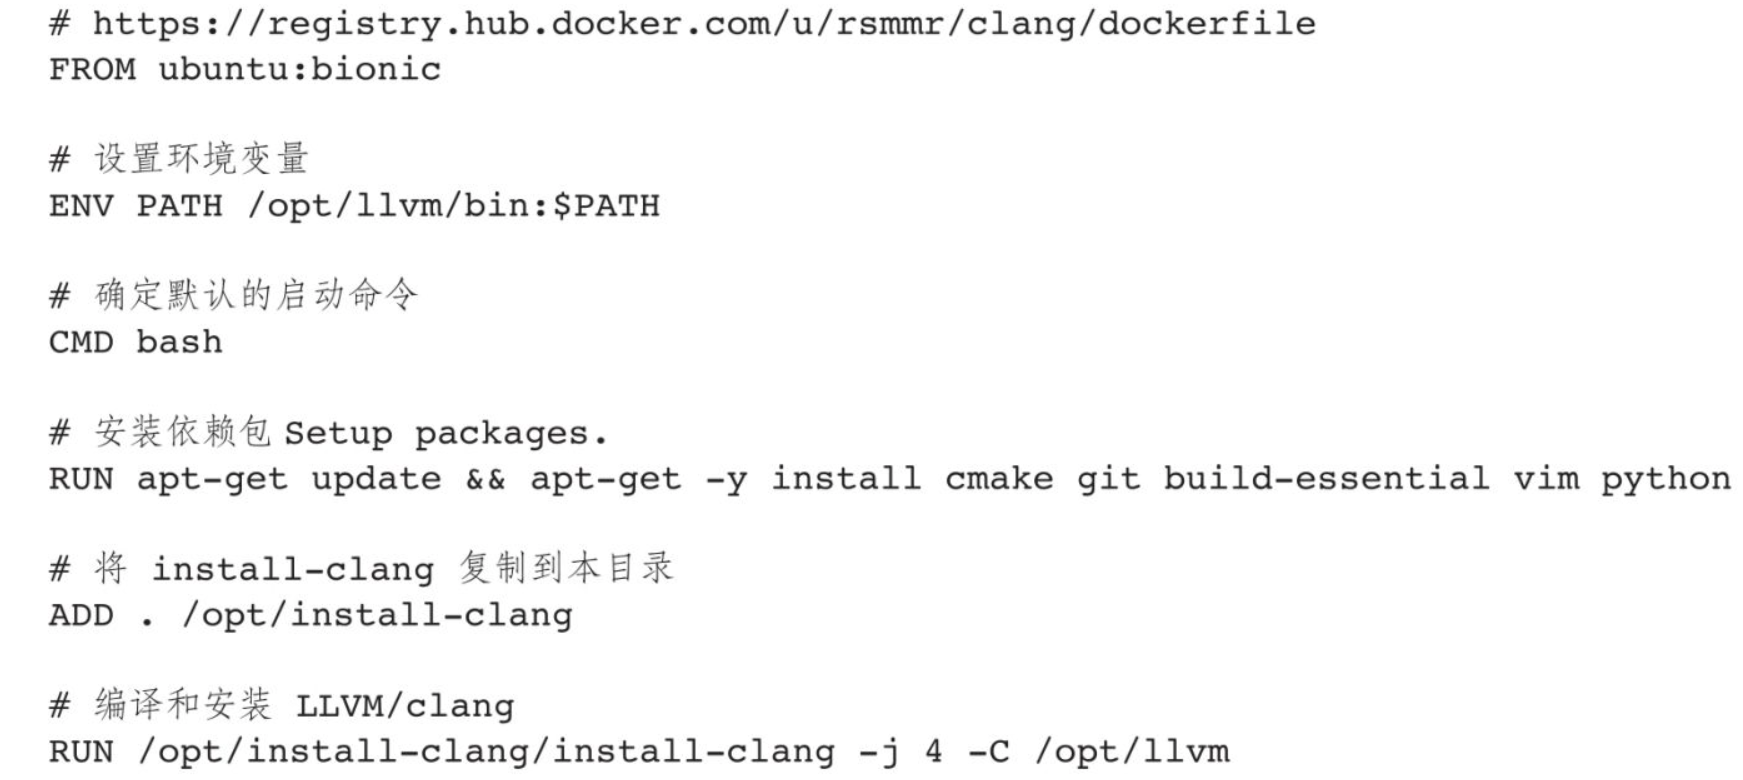 # https://registry.hub.docker.com/u/rsmmr/clang/dockerfile
FROM ubuntu:bionic
# 设置环境变量
ENV PATH /opt/llvm/bin:$PATH
# 确定默认的启动命令
CMD bash
# 安装依赖包 Setup packages.
RUN apt-get update && apt-get -y install cmake git build-essential vim python
# 将 install-clang 复制到本目录
ADD . /opt/install-clang
# 编译和安装 LLVM/clang
RUN /opt/install-clang/install-clang -j 4 -C /opt/llvm